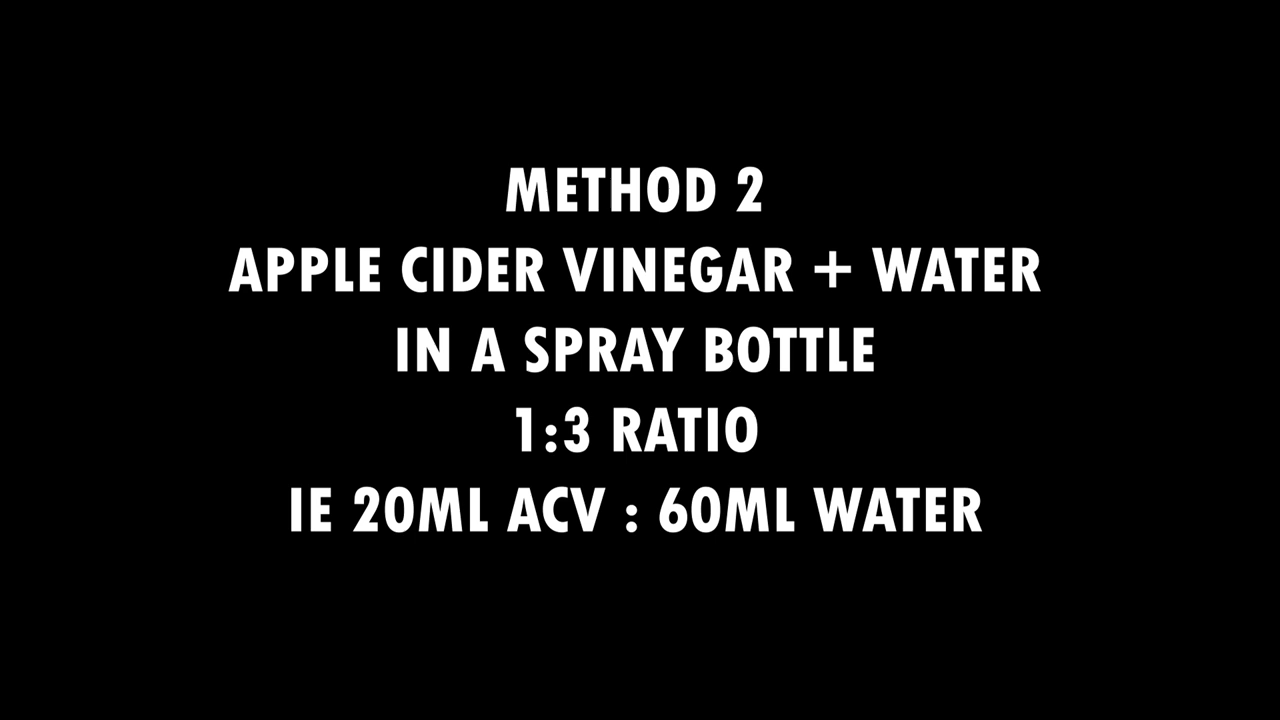 METHOD 2
APPLE CIDER VINEGAR + WATER
IN A SPRAY BOTTLE
1:3 RATIO
IE 20ML ACV : 60ML WATER